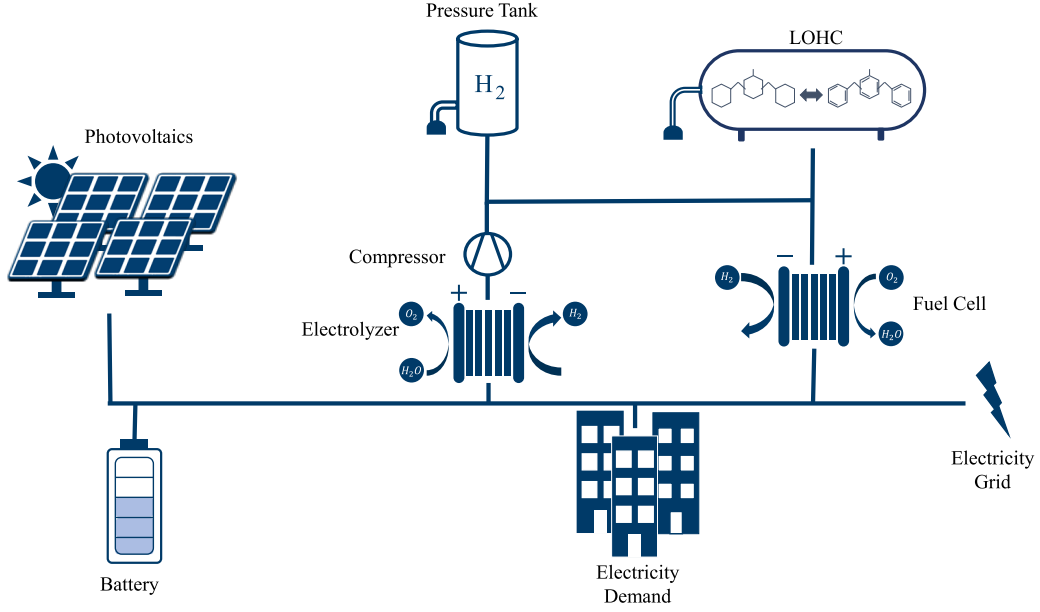 Pressure Tank
LOHC
H2
Photovoltaics
Compressor
− +
H2
O2
Fuel Cell
H2O
+ −
O2
H2
Electrolyzer
H2O
Electricity
Grid
Battery
Electricity
Demand